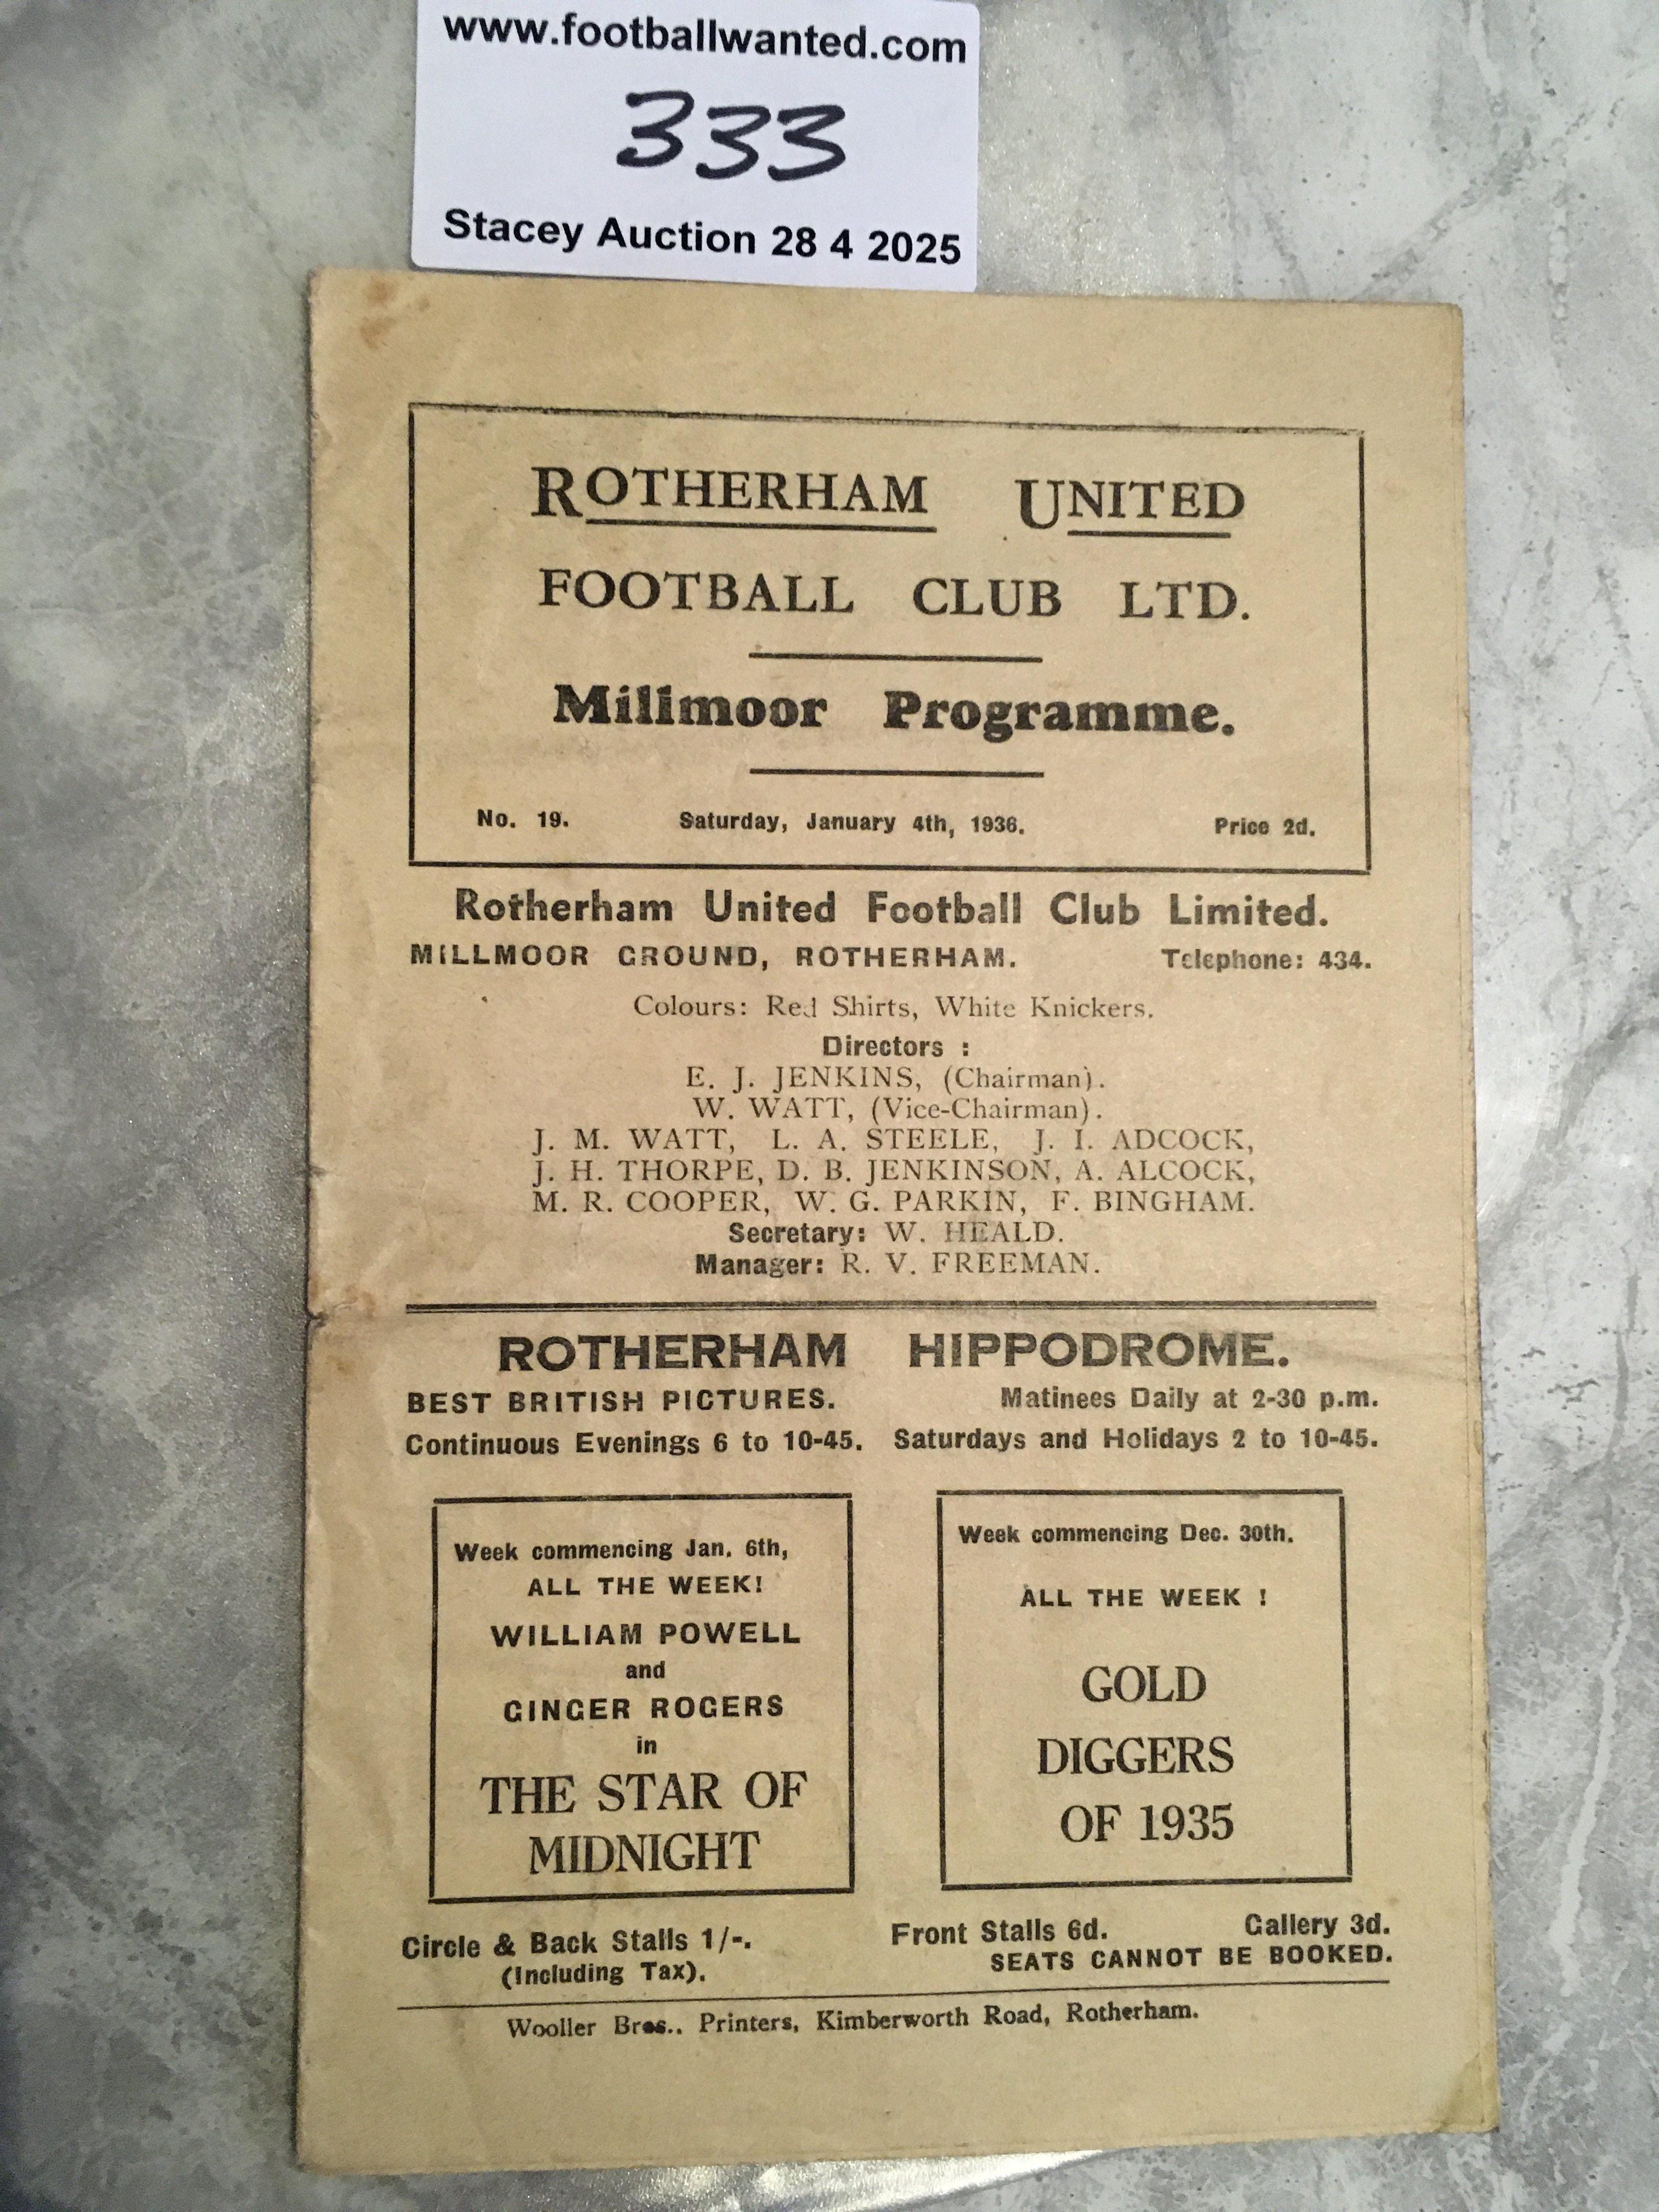 www.footballwanted.com
333
Stacey Auction 28 4 2025
ROTHERHAM UNITED
FOOTBALL CLUB LTD.
Millmoor Programme.
No. 19. Saturday, January 4th, 1936. Price 2d.
Rotherham United Football Club Limited.
MILLMOOR GROUND, ROTHERHAM. Telephone: 434.
Colours: Red Shirts, White Knickers.
Directors :
E. J. JENKINS, (Chairman).
W. WATT, (Vice-Chairman).
J. M. WATT, L. A. STEELE, J. I. ADCOCK,
J. H. THORPE, D. B. JENKINSON, A. ALCOCK,
M. R. COOPER, W. G. PARKIN, F. BINGHAM.
Secretary: W. HEALD.
Manager: R. V. FREEMAN.
ROTHERHAM HIPPODROME.
BEST BRITISH PICTURES. Matinees Daily at 2-30 p.m.
Continuous Evenings 6 to 10-45. Saturdays and Holidays 2 to 10-45.
Week commencing Jan. 6th,
ALL THE WEEK!
WILLIAM POWELL
and
GINGER ROGERS
in
THE STAR OF
MIDNIGHT
Week commencing Dec. 30th.
ALL THE WEEK !
GOLD
DIGGERS
OF 1935
Circle & Back Stalls 1/-. Front Stalls 6d. Gallery 3d.
(Including Tax). SEATS CANNOT BE BOOKED.
Wooller Bros., Printers, Kimberworth Road, Rotherham.